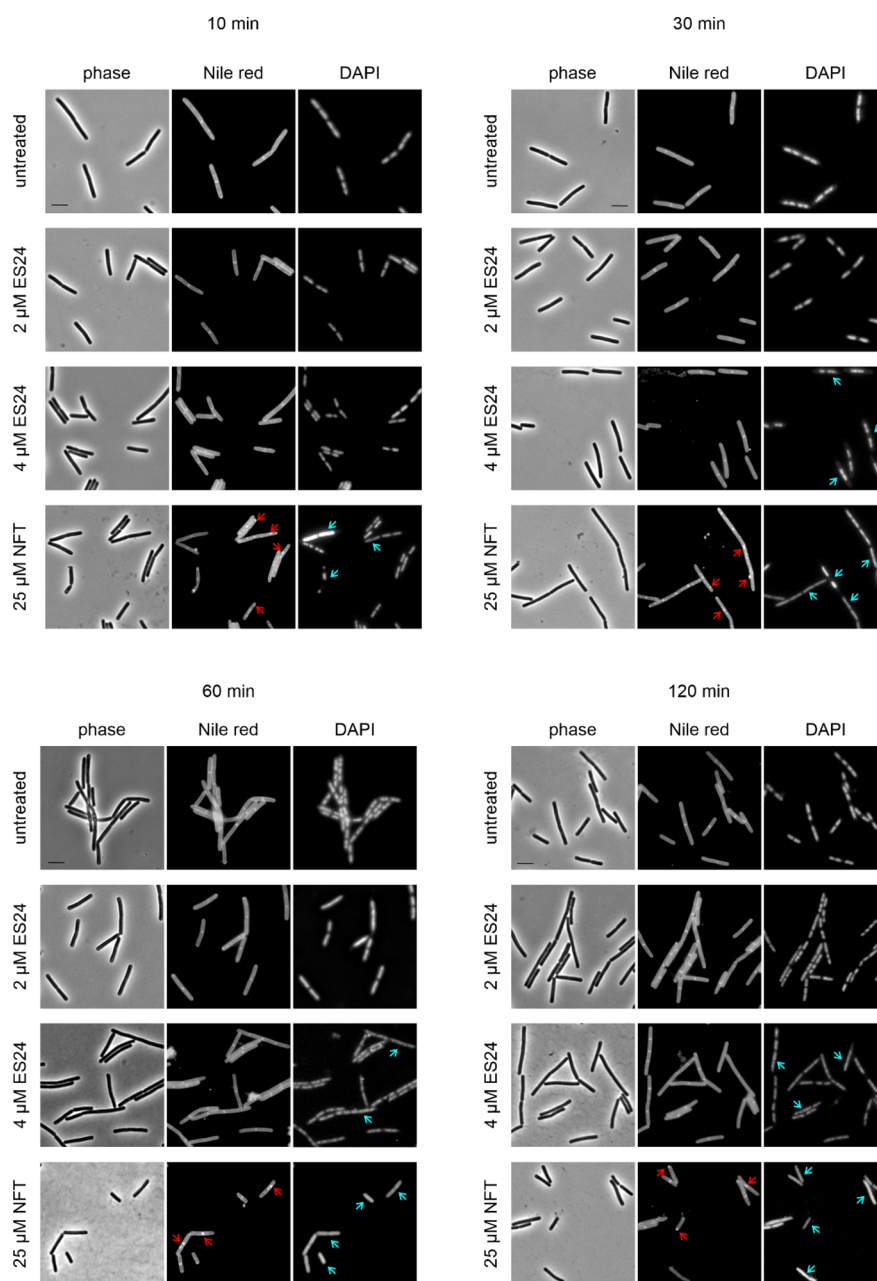 10 min
phase Nile red DAPI
untreated
2 µM ES24
4 µM ES24
25 µM NFT
30 min
phase Nile red DAPI
untreated
2 µM ES24
4 µM ES24
25 µM NFT
60 min
phase Nile red DAPI
untreated
2 µM ES24
4 µM ES24
25 µM NFT
120 min
phase Nile red DAPI
untreated
2 µM ES24
4 µM ES24
25 µM NFT